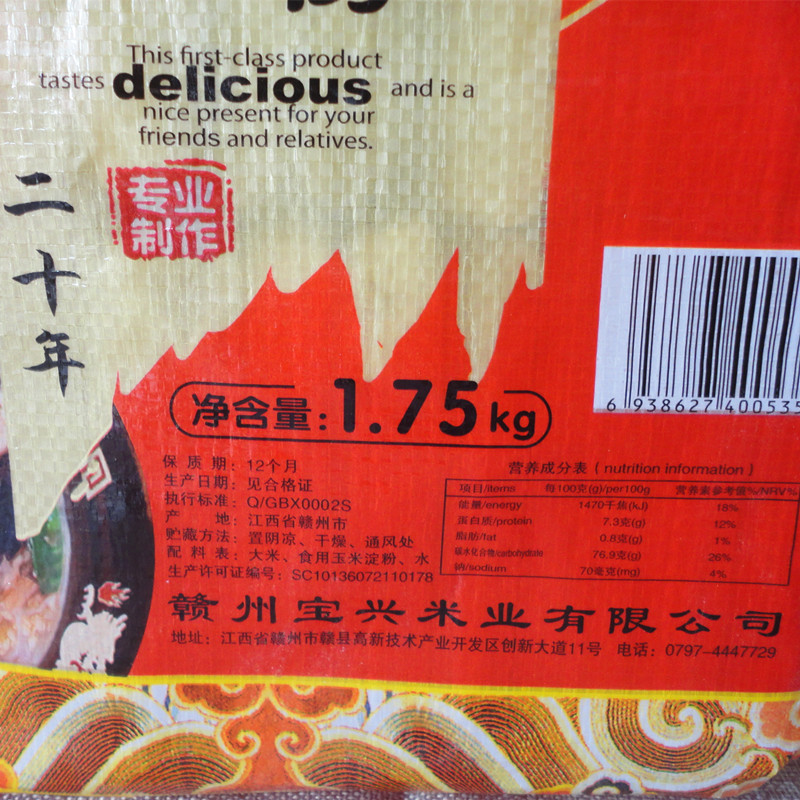 This first-class product
tastes delicious and is a
nice present for your
friends and relatives.
二十年
专业
制作
净含量:1.75kg
6 938627 400535
保 质 期: 12个月
生产日期: 见合格证
执行标准: Q/GBX0002S
产 地: 江西省赣州市
贮藏方法: 置阴凉、干燥、通风处
配 料 表: 大米、食用玉米淀粉、水
生产许可证编号: SC10136072110178
营养成分表 ( nutrition information )
项目/items 每100克(g)/per100g 营养素参考值%/NRV%
能量/energy 1470千焦(kJ) 18%
蛋白质/protein 7.3克(g) 12%
脂肪/fat 0.8克(g) 1%
碳水化合物/carbohydrate 76.9克(g) 26%
钠/sodium 70毫克(mg) 4%
赣州宝兴米业有限公司
地址: 江西省赣州市赣县高新技术产业开发区创新大道11号 电话: 0797-4447729